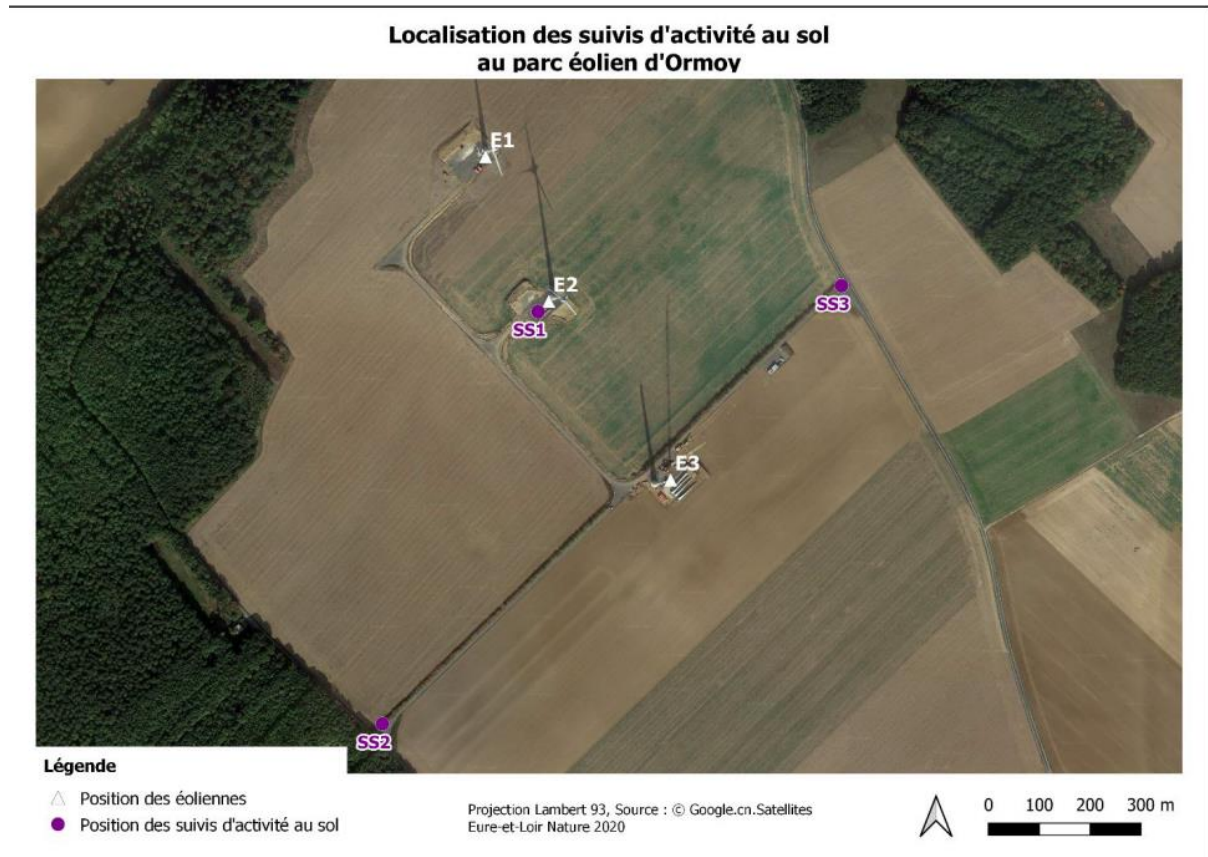 Localisation des suivis d'activité au sol
au parc éolien d'Ormoy
E1
E2
SS1
SS3
E3
SS2
Légende
Position des éoliennes
Position des suivis d'activité au sol
Projection Lambert 93, Source : © Google.cn.Satellites
Eure-et-Loir Nature 2020
0 100 200 300 m